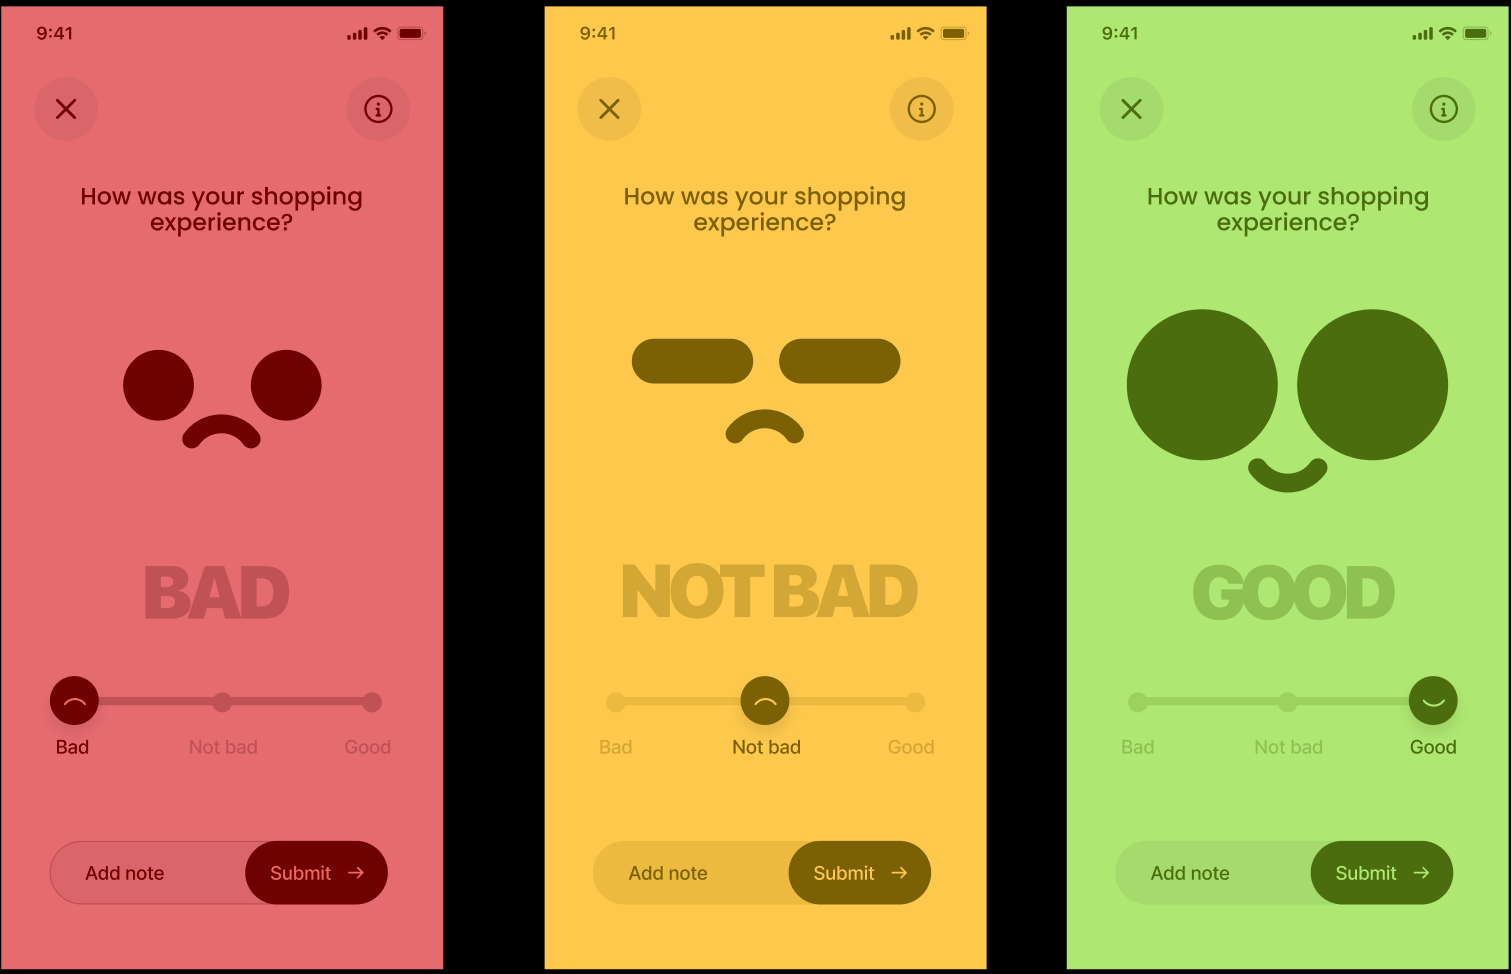 9:41
How was your shopping
experience?
BAD
Bad Not bad Good
Add note Submit →
9:41
How was your shopping
experience?
NOT BAD
Bad Not bad Good
Add note Submit →
9:41
How was your shopping
experience?
GOOD
Bad Not bad Good
Add note Submit →